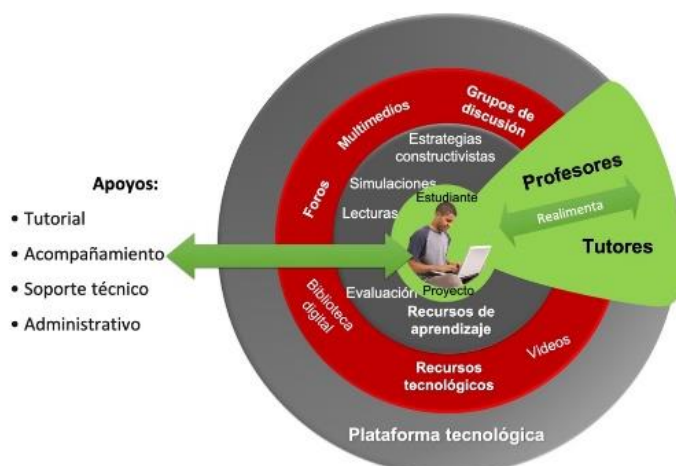 Apoyos:
• Tutorial
• Acompañamiento
• Soporte técnico
• Administrativo
Grupos de
discusión
Multimedios
Foros
Estrategias
constructivistas
Simulaciones
Lecturas
Estudiante
Proyecto
Evaluación
Recursos de
aprendizaje
Biblioteca
digital
Recursos
tecnológicos
Videos
Profesores
Realimenta
Tutores
Plataforma tecnológica